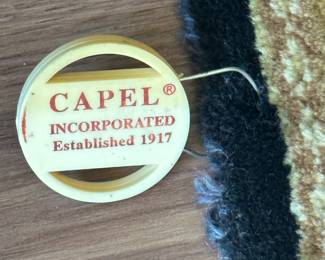 CAPEL®
INCORPORATED
Established 1917